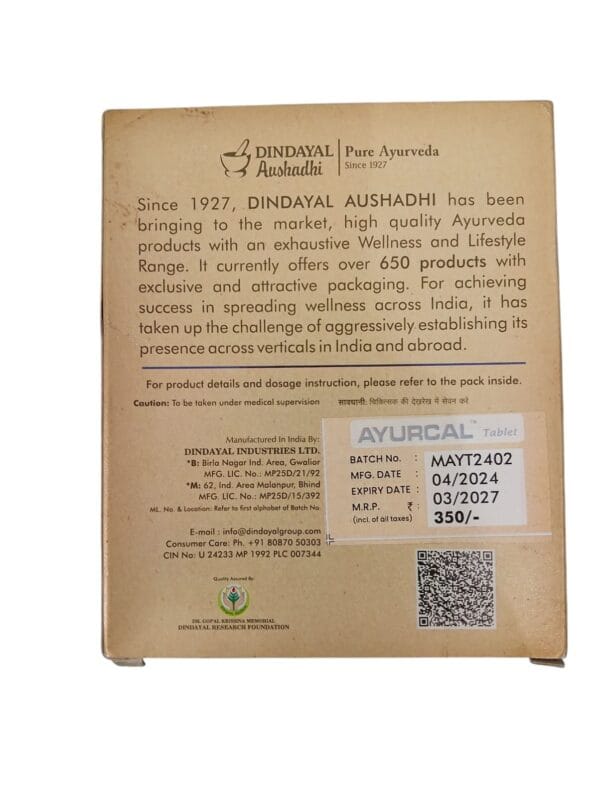 DINDAYAL
Aushadhi
Pure Ayurveda
Since 1927
Since 1927, DINDAYAL AUSHADHI has been
bringing to the market, high quality Ayurveda
products with an exhaustive Wellness and Lifestyle
Range. It currently offers over 650 products with
exclusive and attractive packaging. For achieving
success in spreading wellness across India, it has
taken up the challenge of aggressively establishing its
presence across verticals in India and abroad.
For product details and dosage instruction, please refer to the pack inside.
Caution: To be taken under medical supervision सावधानी: चिकित्सक की देखरेख में सेवन करे
Manufactured In India By:
DINDAYAL INDUSTRIES LTD.
*B: Birla Nagar Ind. Area, Gwalior
MFG. LIC. No.: MP25D/21/92
*M: 62, Ind. Area Malanpur, Bhind
MFG. LIC. No.: MP25D/15/392
ML. No. & Location: Refer to first alphabet of Batch No.
E-mail : info@dindayalgroup.com
Consumer Care: Ph. +91 80870 50303
CIN No: U 24233 MP 1992 PLC 007344
Quality Assured By:
DR. GOPAL KRISHNA MEMORIAL
DINDAYAL RESEARCH FOUNDATION
AYURCAL™ Tablet
BATCH No. : MAYT2402
MFG. DATE : 04/2024
EXPIRY DATE : 03/2027
M.R.P. ₹ : 350/-
(incl. of all taxes)